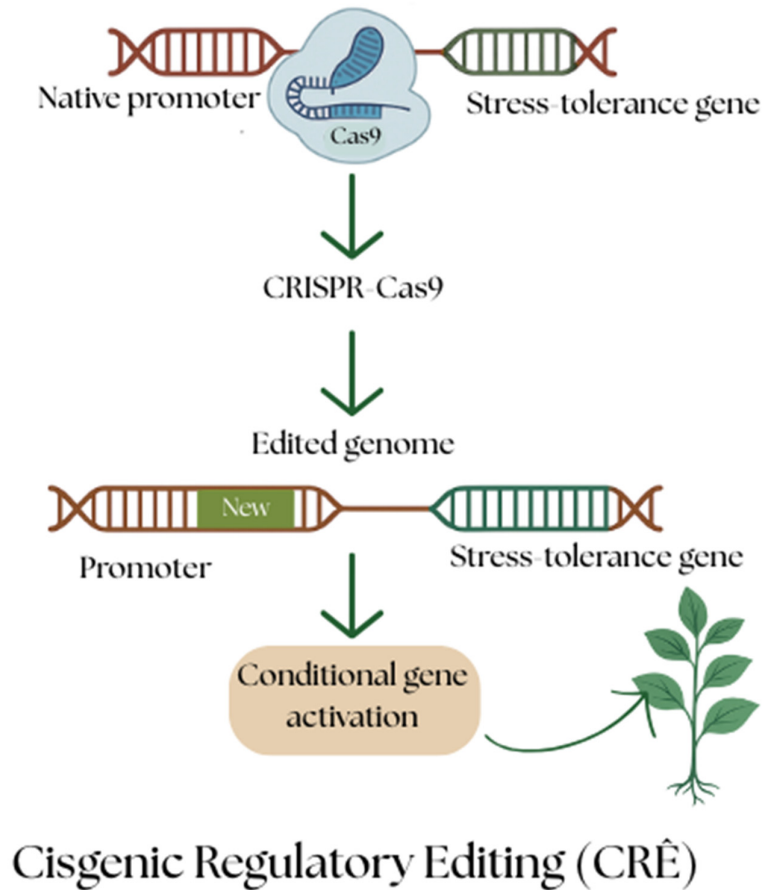 Native promoter
Stress-tolerance gene
Cas9
CRISPR-Cas9
Edited genome
New
Promoter
Stress-tolerance gene
Conditional gene
activation
Cisgenic Regulatory Editing (CRÊ)